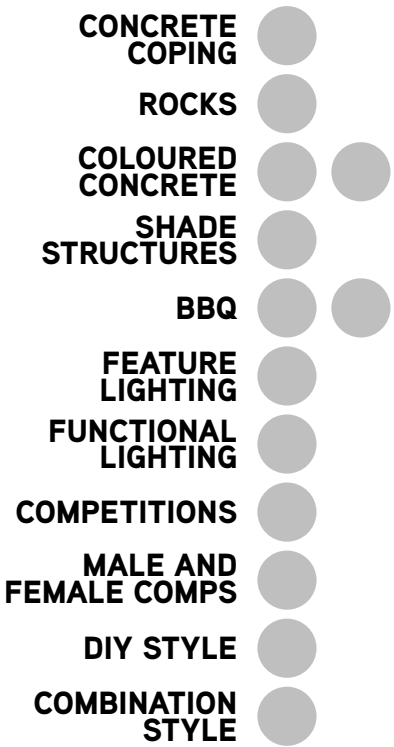 CONCRETE
COPING
ROCKS
COLOURED
CONCRETE
SHADE
STRUCTURES
BBQ
FEATURE
LIGHTING
FUNCTIONAL
LIGHTING
COMPETITIONS
MALE AND
FEMALE COMPS
DIY STYLE
COMBINATION
STYLE